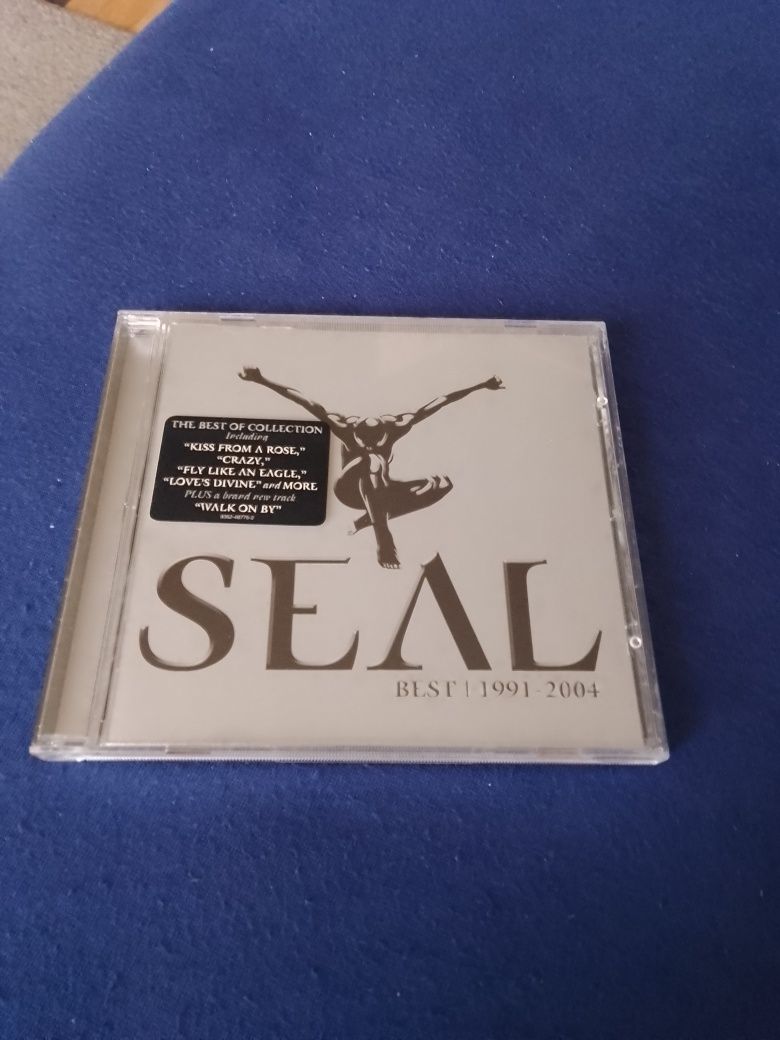 THE BEST OF COLLECTION
Including
"KISS FROM A ROSE,"
"CRAZY,"
"FLY LIKE AN EAGLE,"
"LOVE'S DIVINE" and MORE
PLUS a brand new track
"WALK ON BY"
SEAL
BEST | 1991-2004